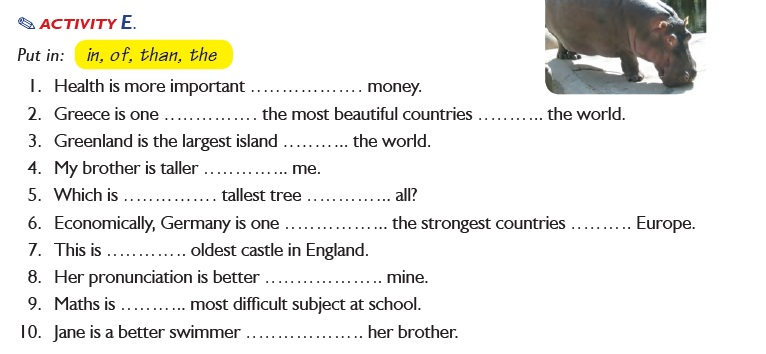 ACTIVITY E.
Put in: in, of, than, the
1. Health is more important .................. money.
2. Greece is one ............... the most beautiful countries ........... the world.
3. Greenland is the largest island ........... the world.
4. My brother is taller .............. me.
5. Which is ............... tallest tree .............. all?
6. Economically, Germany is one ................. the strongest countries .......... Europe.
7. This is ............. oldest castle in England.
8. Her pronunciation is better ................... mine.
9. Maths is ........... most difficult subject at school.
10. Jane is a better swimmer ................... her brother.